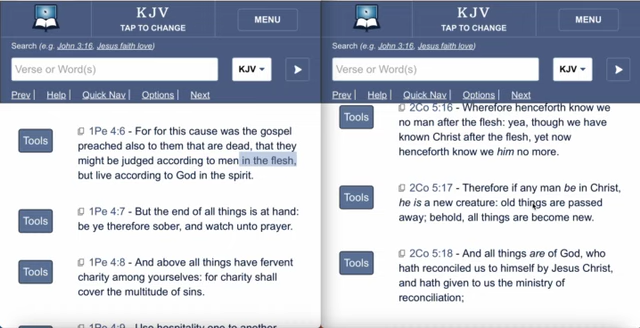 KJV
TAP TO CHANGE
MENU
Search (e.g. John 3:16, Jesus faith love)
Verse or Word(s)
KJV
Prev | Help | Quick Nav | Options | Next
Tools
1Pe 4:6 - For for this cause was the gospel
preached also to them that are dead, that they
might be judged according to men in the flesh,
but live according to God in the spirit.
Tools
1Pe 4:7 - But the end of all things is at hand:
be ye therefore sober, and watch unto prayer.
Tools
1Pe 4:8 - And above all things have fervent
charity among yourselves: for charity shall
cover the multitude of sins.
1Pe 4:9 - Use hospitality one to another
KJV
TAP TO CHANGE
MENU
Search (e.g. John 3:16, Jesus faith love)
Verse or Word(s)
KJV
Prev | Help | Quick Nav | Options | Next
Tools
2Co 5:16 - Wherefore henceforth know we
no man after the flesh: yea, though we have
known Christ after the flesh, yet now
henceforth know we him no more.
Tools
2Co 5:17 - Therefore if any man be in Christ,
he is a new creature: old things are passed
away; behold, all things are become new.
Tools
2Co 5:18 - And all things are of God, who
hath reconciled us to himself by Jesus Christ,
and hath given to us the ministry of
reconciliation;